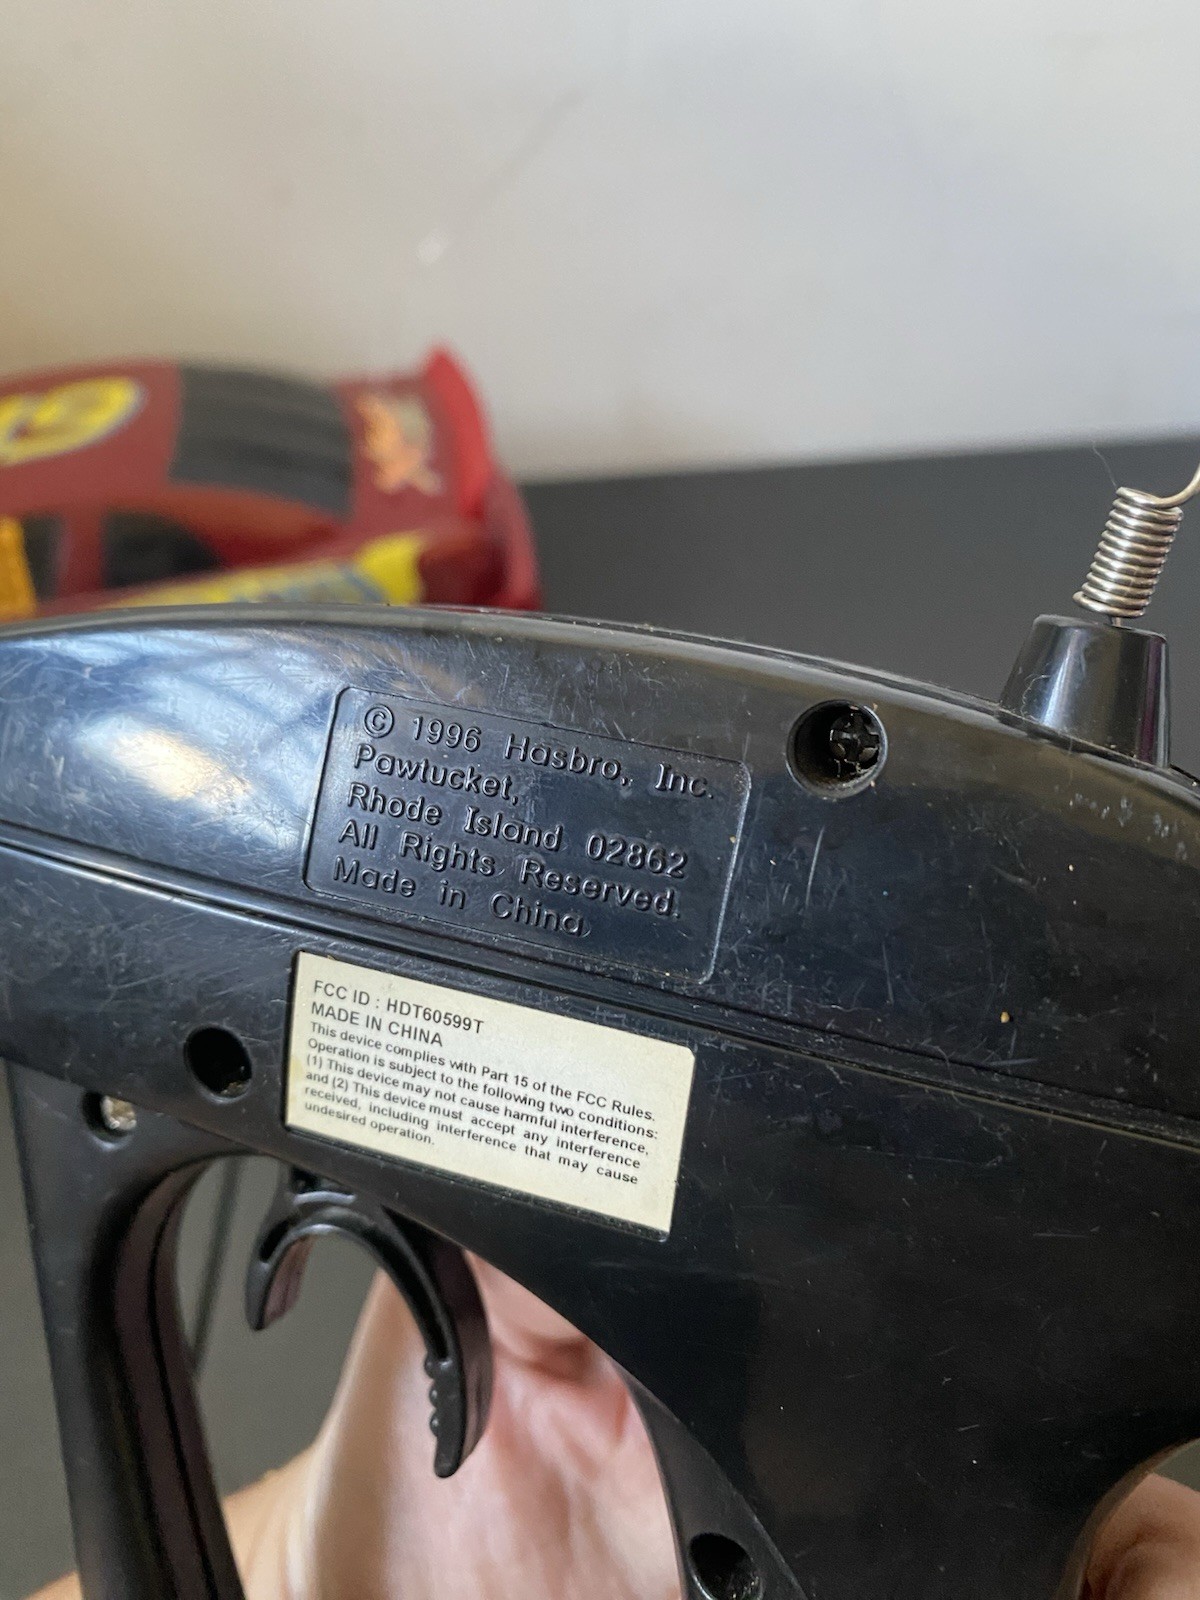 © 1996 Hasbro, Inc.
Pawtucket,
Rhode Island 02862
All Rights Reserved.
Made in China
FCC ID : HDT60599T
MADE IN CHINA
This device complies with Part 15 of the FCC Rules.
Operation is subject to the following two conditions:
(1) This device may not cause harmful interference,
and (2) This device must accept any interference
received, including interference that may cause
undesired operation.